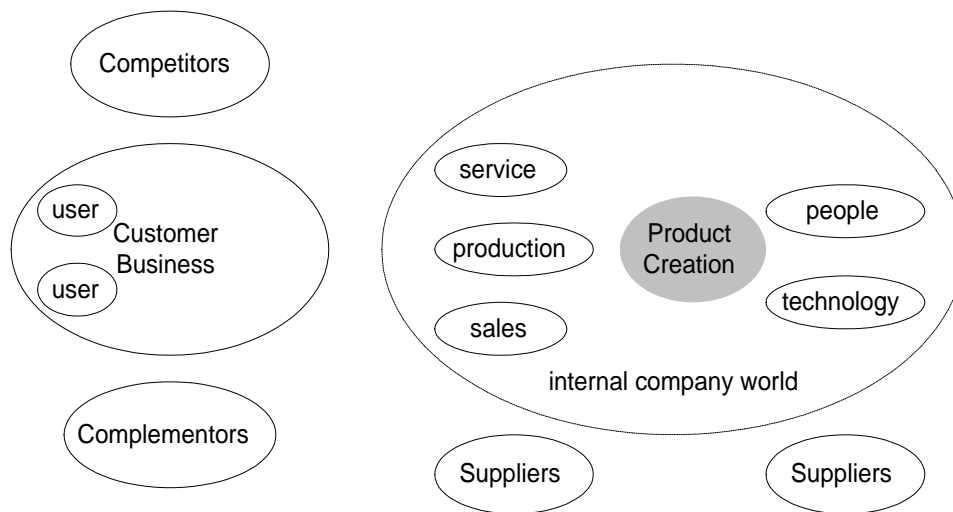 Competitors
user
Customer
Business
user
Complementors
service
production
sales
Product
Creation
people
technology
internal company world
Suppliers
Suppliers